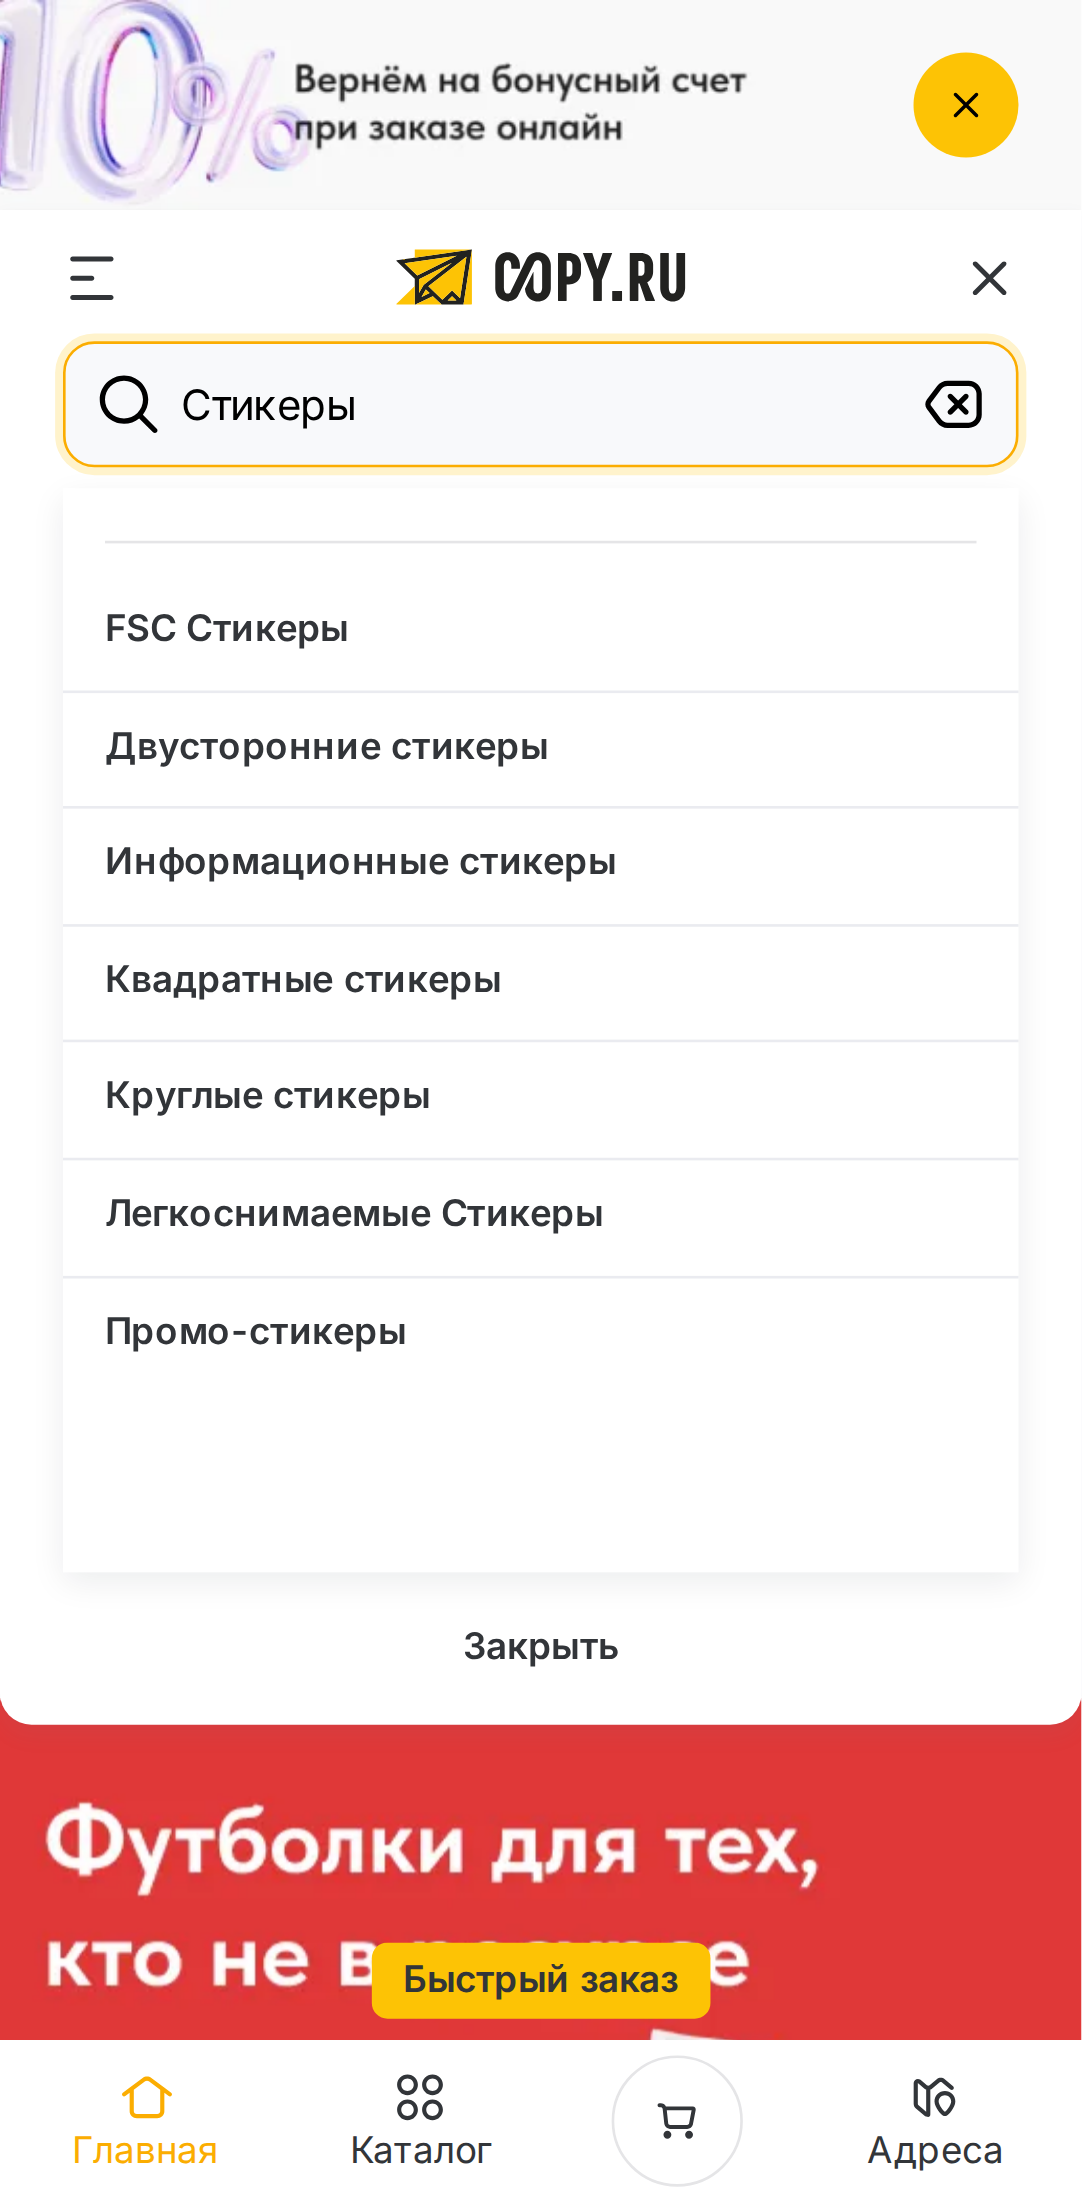 10%
Вернём на бонусный счет
при заказе онлайн
COPY.RU
Стикеры
FSC Стикеры
Двусторонние стикеры
Информационные стикеры
Квадратные стикеры
Круглые стикеры
Легкоснимаемые Стикеры
Промо-стикеры
Закрыть
Футболки для тех,
кто не в
Быстрый заказ
Главная
Каталог
Адреса